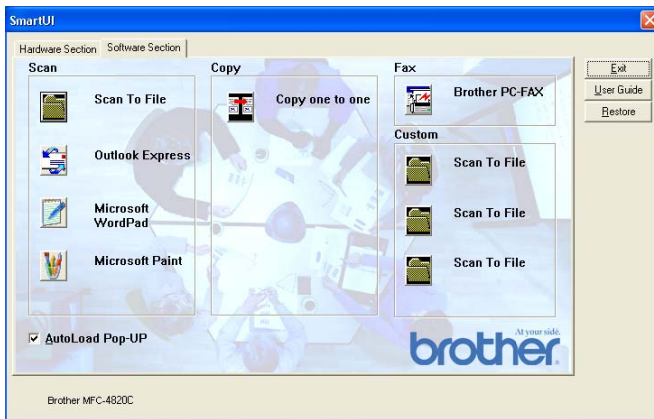 SmartUI
Hardware Section
Software Section
Scan
Scan To File
Outlook Express
Microsoft
WordPad
Microsoft Paint
Copy
Copy one to one
Fax
Brother PC-FAX
Custom
Scan To File
Scan To File
Scan To File
Exit
User Guide
Restore
AutoLoad Pop-UP
At your side.
brother
Brother MFC-4820C